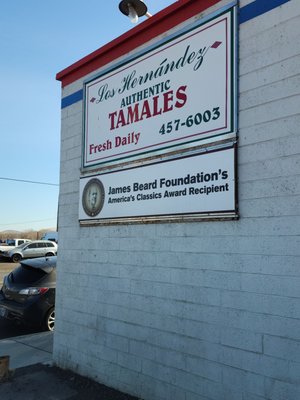 Los Hernández
AUTHENTIC
TAMALES
457-6003
Fresh Daily
James Beard Foundation's
America's Classics Award Recipient